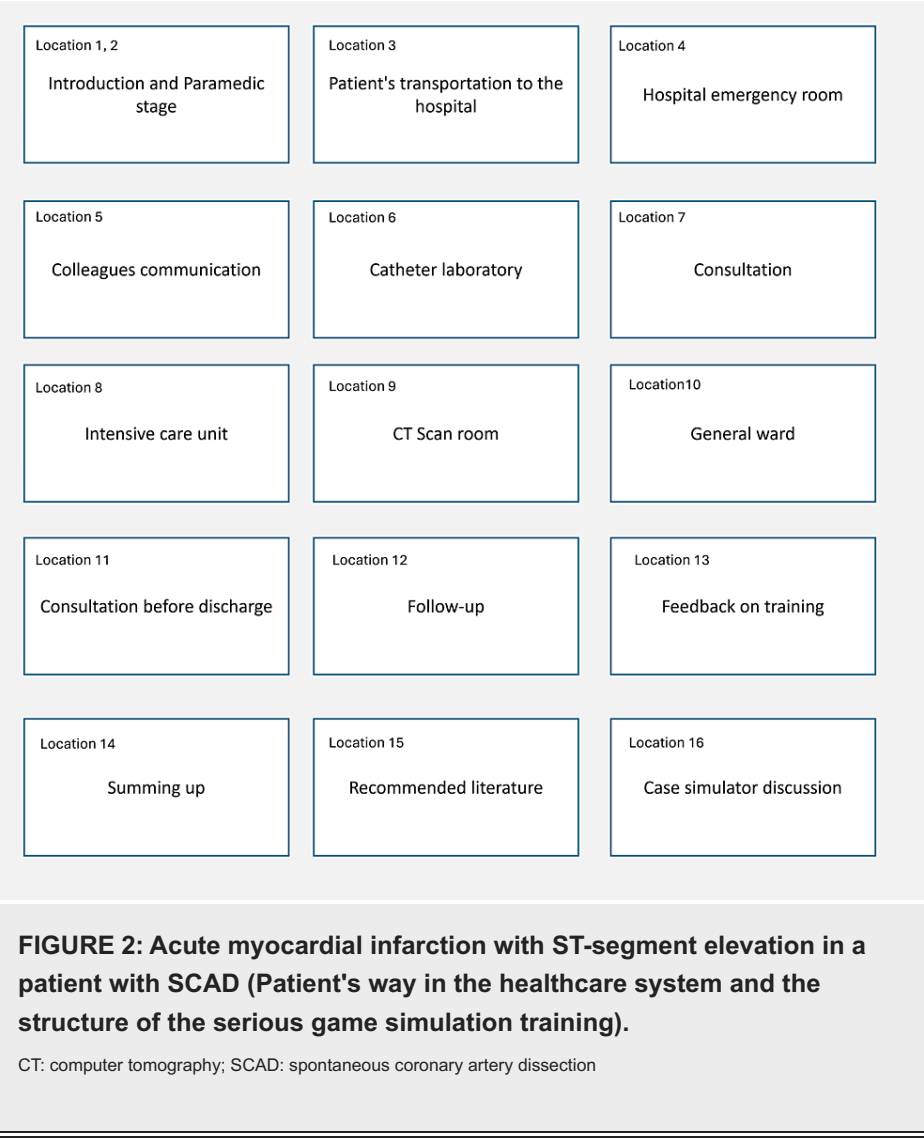 Location 1, 2
Introduction and Paramedic
stage
Location 3
Patient's transportation to the
hospital
Location 4
Hospital emergency room
Location 5
Colleagues communication
Location 6
Catheter laboratory
Location 7
Consultation
Location 8
Intensive care unit
Location 9
CT Scan room
Location10
General ward
Location 11
Consultation before discharge
Location 12
Follow-up
Location 13
Feedback on training
Location 14
Summing up
Location 15
Recommended literature
Location 16
Case simulator discussion
FIGURE 2: Acute myocardial infarction with ST-segment elevation in a
patient with SCAD (Patient's way in the healthcare system and the
structure of the serious game simulation training).
CT: computer tomography; SCAD: spontaneous coronary artery dissection